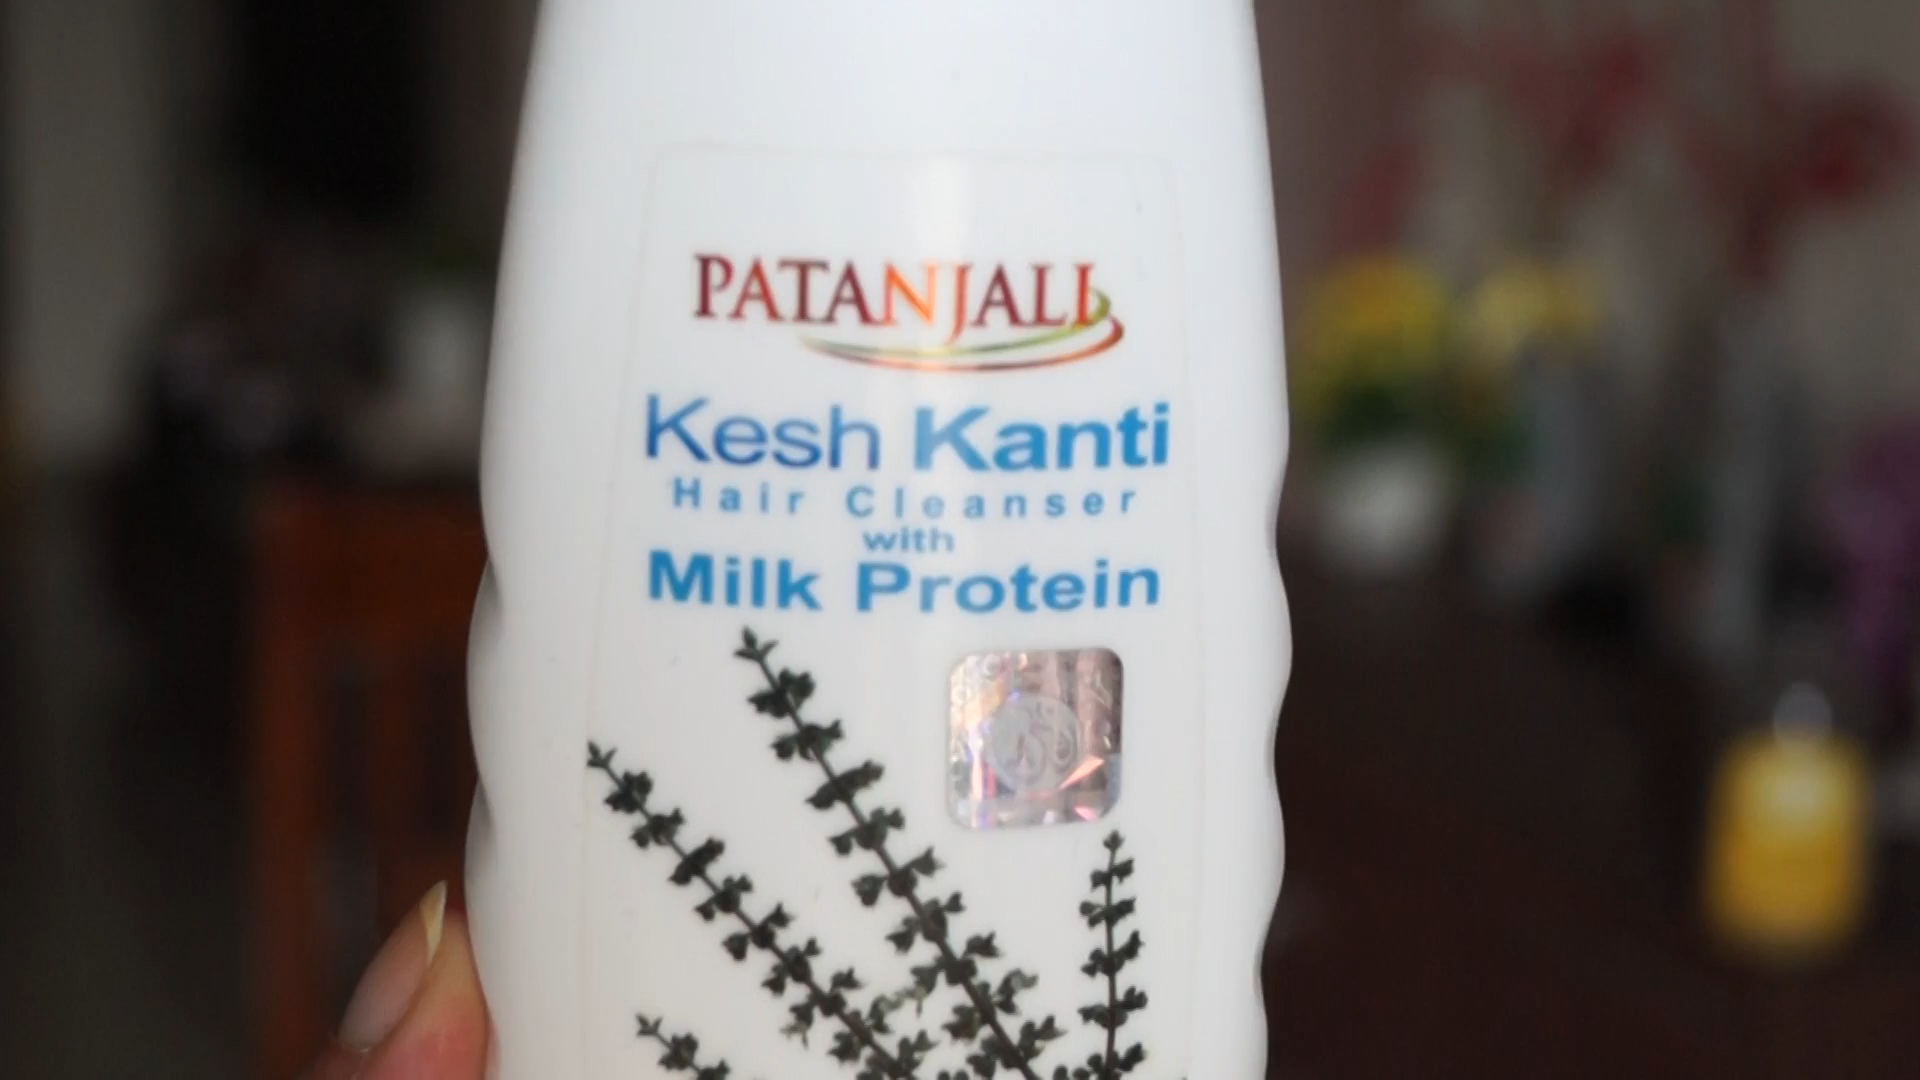 PATANJALI
Kesh Kanti
Hair Cleanser
with
Milk Protein